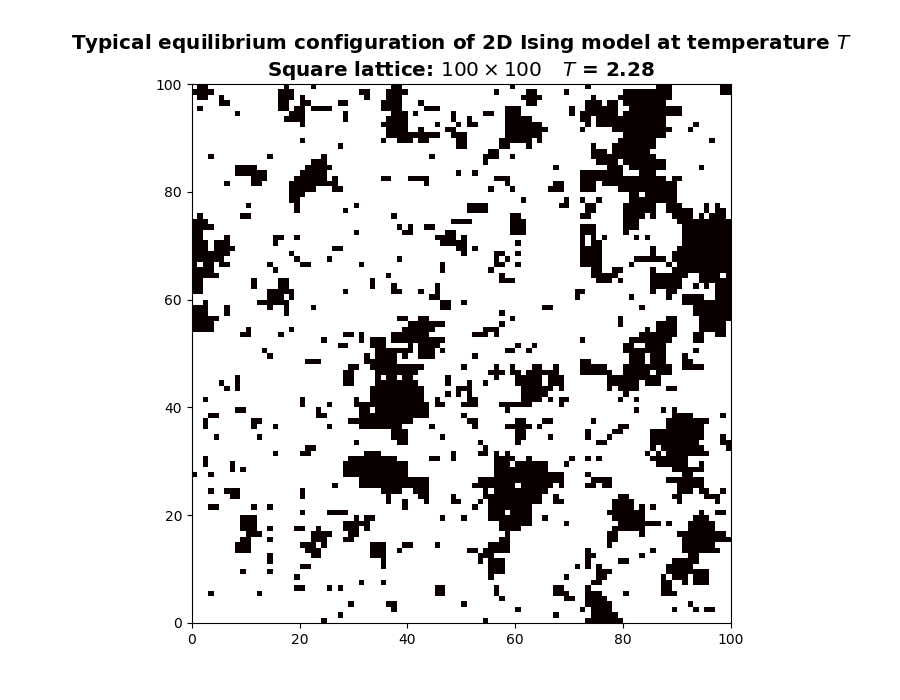 Typical equilibrium configuration of 2D Ising model at temperature T
Square lattice: 100 × 100 T = 2.28
100
80
60
40
20
0
0 20 40 60 80 100